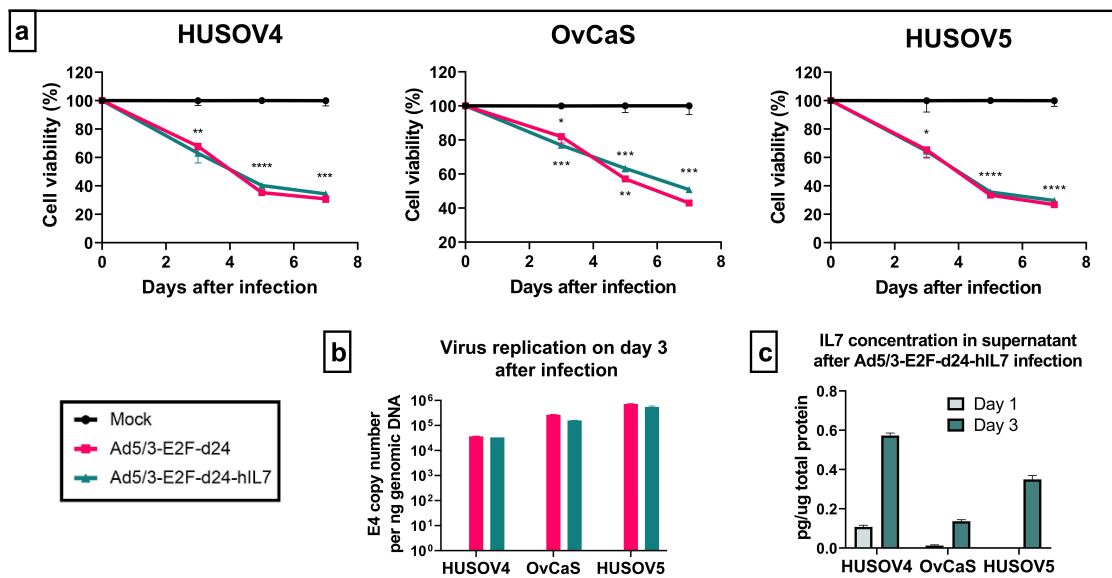 a
HUSOV4
OvCaS
HUSOV5
Cell viability (%)
120
100
80
60
40
20
0
**
****
***
0 2 4 6 8
Days after infection
Cell viability (%)
120
100
80
60
40
20
*
***
***
**
***
0 2 4 6 8
Days after infection
Cell viability (%)
120
100
80
60
40
20
0
*
****
****
0 2 4 6 8
Days after infection
Mock
Ad5/3-E2F-d24
Ad5/3-E2F-d24-hIL7
b
Virus replication on day 3
after infection
E4 copy number
per ng genomic DNA
10⁶
10⁵
10⁴
10³
10²
10¹
10⁰
HUSOV4 OvCaS HUSOV5
c
IL7 concentration in supernatant
after Ad5/3-E2F-d24-hIL7 infection
pg/ug total protein
0.8
0.6
0.4
0.2
0.0
Day 1
Day 3
HUSOV4 OvCaS HUSOV5